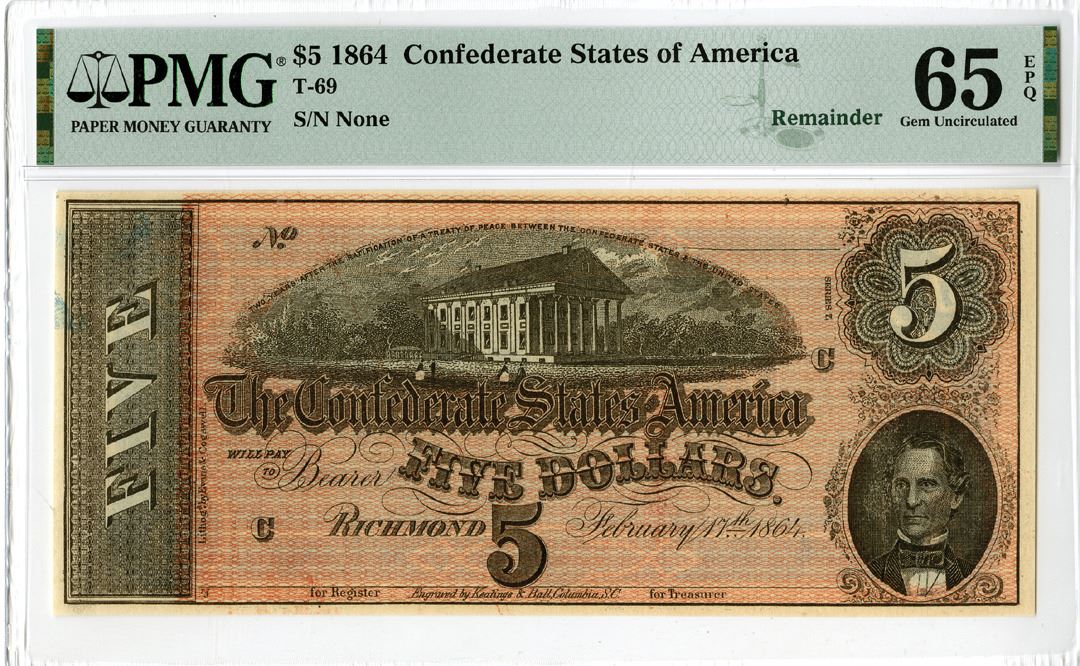 PMG®
PAPER MONEY GUARANTY
$5 1864 Confederate States of America
T-69
S/N None
Remainder
65
Gem Uncirculated
EPQ
No
TWO YEARS AFTER THE RATIFICATION OF A TREATY OF PEACE BETWEEN THE CONFEDERATE STATES & THE UNITED STATES
2 SERIES
5
FIVE
C
The Confederate States of America
WILL PAY
TO Bearer FIVE DOLLARS.
C
RICHMOND 5 February 17th 1864.
for Register
Engraved by Keatinge & Ball, Columbia, S.C.
for Treasurer